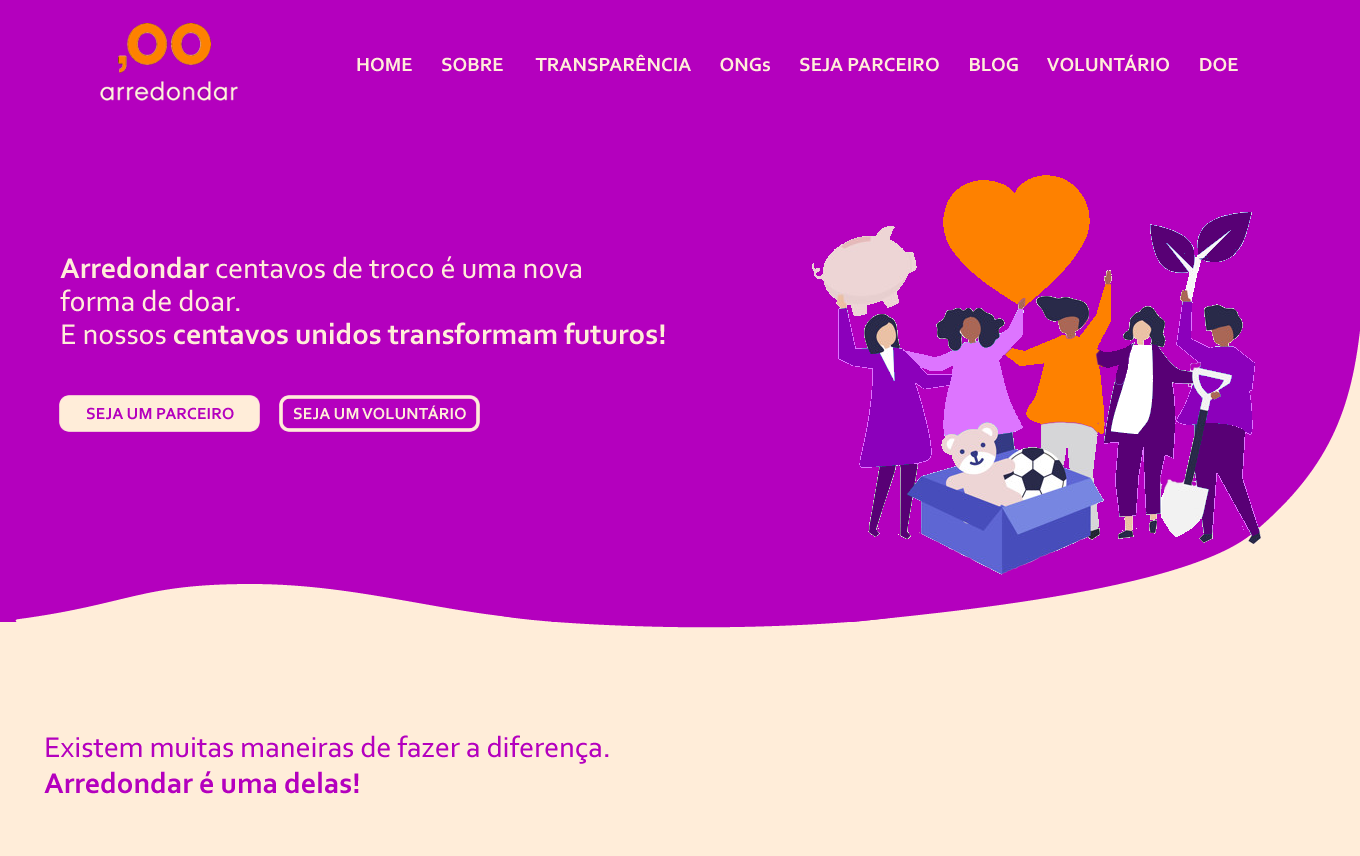 ,00
arredondar
HOME SOBRE TRANSPARÊNCIA ONGs SEJA PARCEIRO BLOG VOLUNTÁRIO DOE
Arredondar centavos de troco é uma nova
forma de doar.
E nossos centavos unidos transformam futuros!
SEJA UM PARCEIRO SEJA UM VOLUNTÁRIO
Existem muitas maneiras de fazer a diferença.
Arredondar é uma delas!